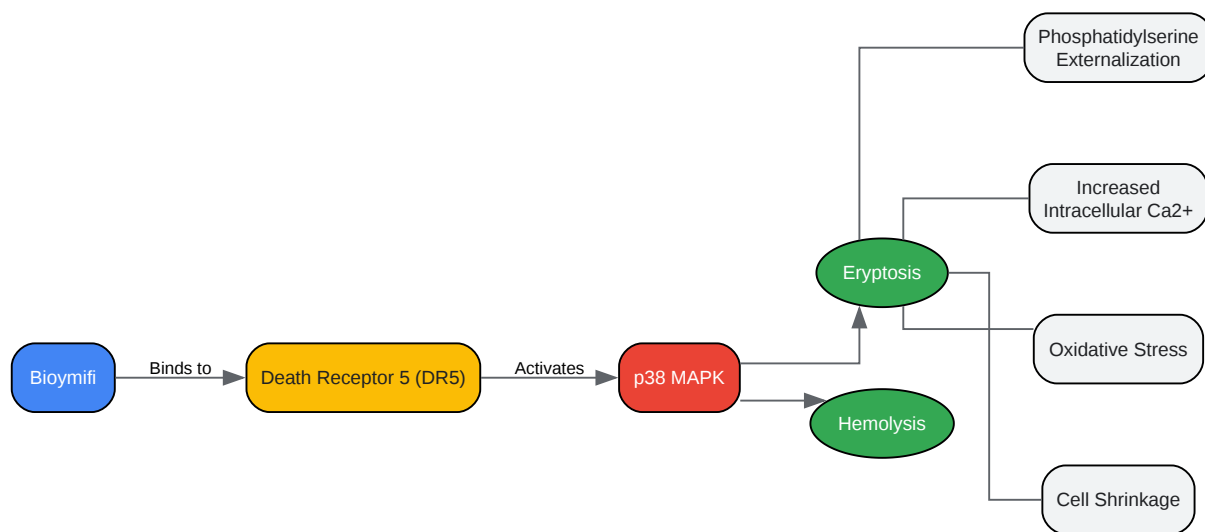 Phosphatidylserine
Externalization
Increased
Intracellular Ca2+
Eryptosis
Oxidative Stress
Bioymifi
Binds to
Death Receptor 5 (DR5)
Activates
p38 MAPK
Hemolysis
Cell Shrinkage